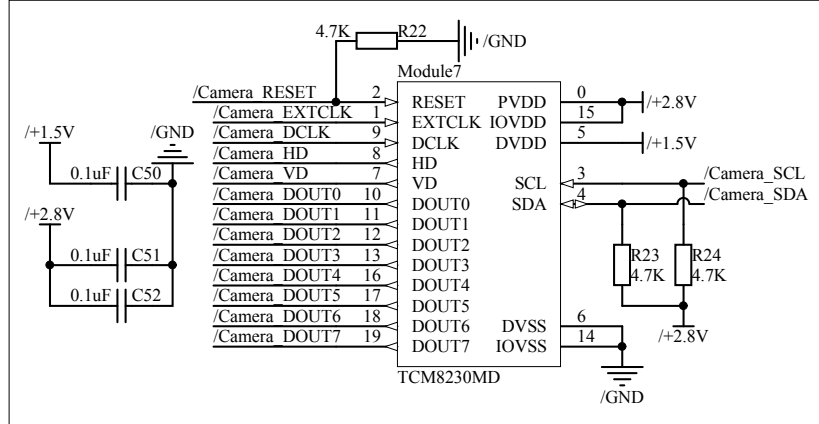 4.7K R22 /GND
Module7
/Camera_RESET 2 RESET PVDD 0 /+2.8V
/Camera_EXTCLK 1 EXTCLK IOVDD 15
/Camera_DCLK 9 DCLK DVDD 5 /+1.5V
/Camera_HD 8 HD
/Camera_VD 7 VD SCL 3 /Camera_SCL
/Camera_DOUT0 10 DOUT0 SDA 4 /Camera_SDA
/Camera_DOUT1 11 DOUT1
/Camera_DOUT2 12 DOUT2
/Camera_DOUT3 13 DOUT3
/Camera_DOUT4 16 DOUT4
/Camera_DOUT5 17 DOUT5
/Camera_DOUT6 18 DOUT6 DVSS 6
/Camera_DOUT7 19 DOUT7 IOVSS 14
TCM8230MD
/GND
R23 R24
4.7K 4.7K
/+2.8V
/+1.5V /GND
0.1uF C50
/+2.8V
0.1uF C51
0.1uF C52